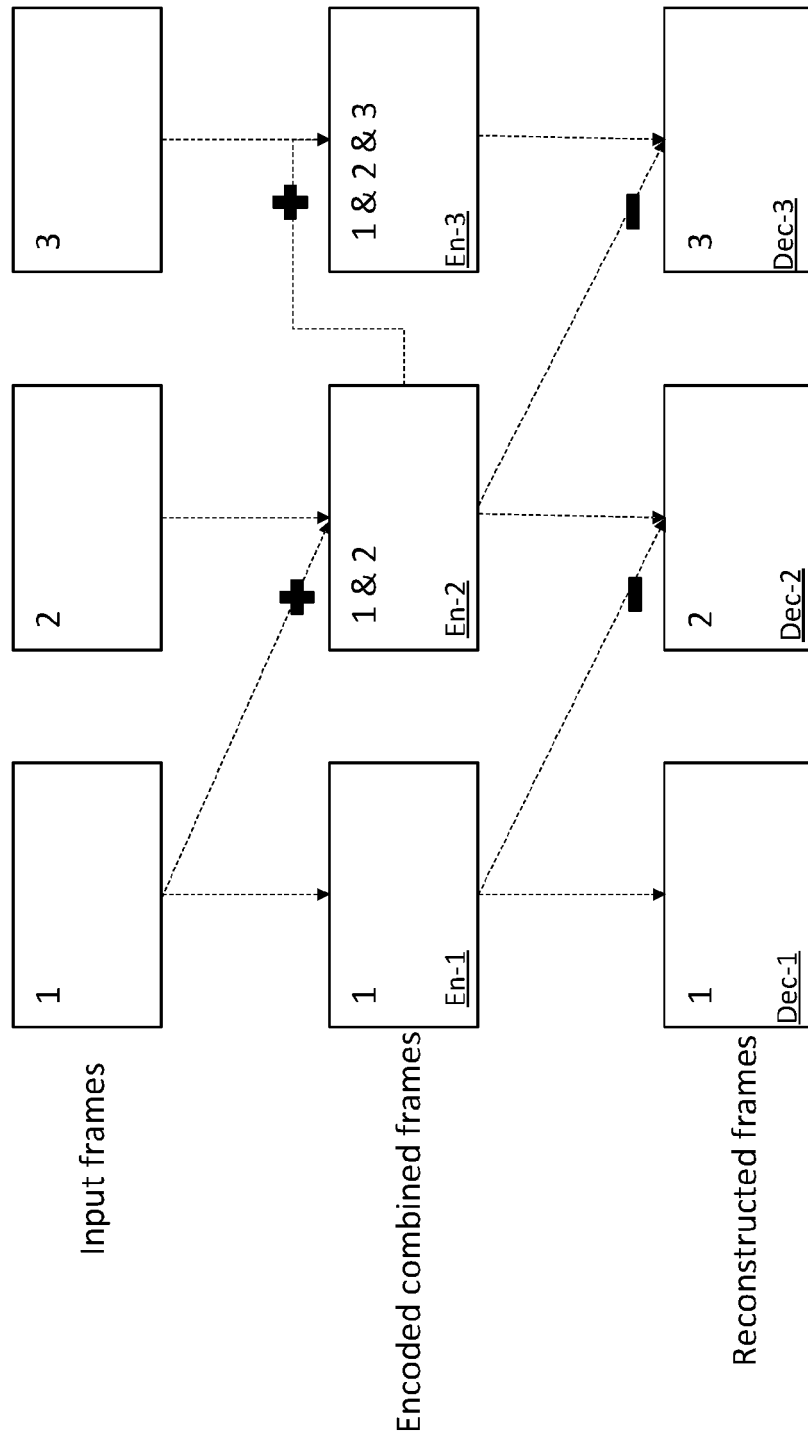 Input frames
1
2
3
Encoded combined frames
1
En-1
1 & 2
En-2
1 & 2 & 3
En-3
Reconstructed frames
1
Dec-1
2
Dec-2
3
Dec-3